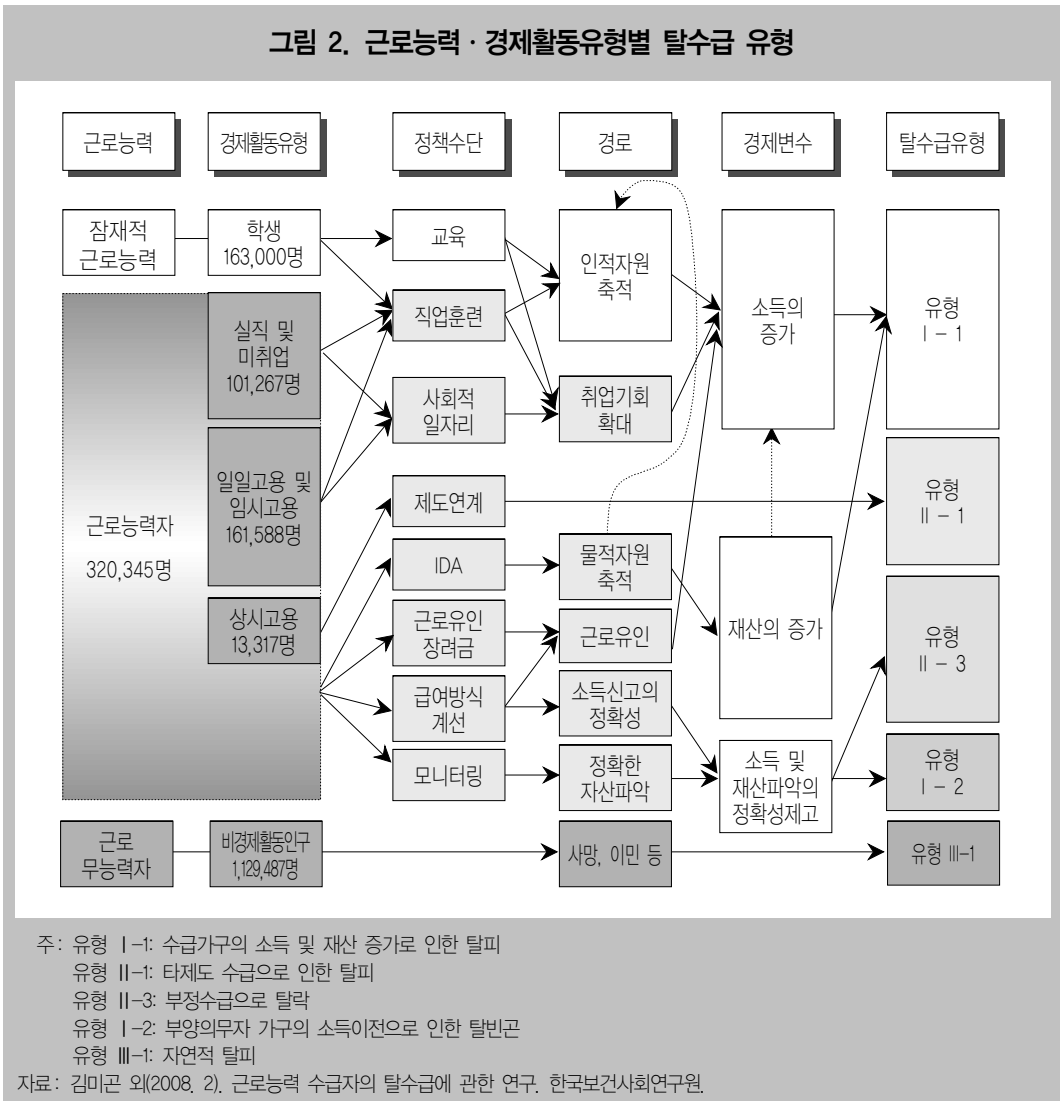 그림 2. 근로능력 · 경제활동유형별 탈수급 유형
근로능력
경제활동유형
정책수단
경로
경제변수
탈수급유형
잠재적
근로능력
학생
163,000명
교육
인적자원
축적
소득의
증가
유형
Ⅰ - 1
근로능력자
320,345명
실직 및
미취업
101,267명
직업훈련
사회적
일자리
취업기회
확대
일일고용 및
임시고용
161,588명
제도연계
유형
Ⅱ - 1
IDA
물적자원
축적
재산의 증가
상시고용
13,317명
근로유인
장려금
근로유인
유형
Ⅱ - 3
급여방식
계선
소득신고의
정확성
모니터링
정확한
자산파악
소득 및
재산파악의
정확성제고
유형
Ⅰ - 2
근로
무능력자
비경제활동인구
1,129,487명
사망, 이민 등
유형 Ⅲ-1
주: 유형 Ⅰ-1: 수급가구의 소득 및 재산 증가로 인한 탈피
유형 Ⅱ-1: 타제도 수급으로 인한 탈피
유형 Ⅱ-3: 부정수급으로 탈락
유형 Ⅰ-2: 부양의무자 가구의 소득이전으로 인한 탈빈곤
유형 Ⅲ-1: 자연적 탈피
자료: 김미곤 외(2008. 2). 근로능력 수급자의 탈수급에 관한 연구. 한국보건사회연구원.